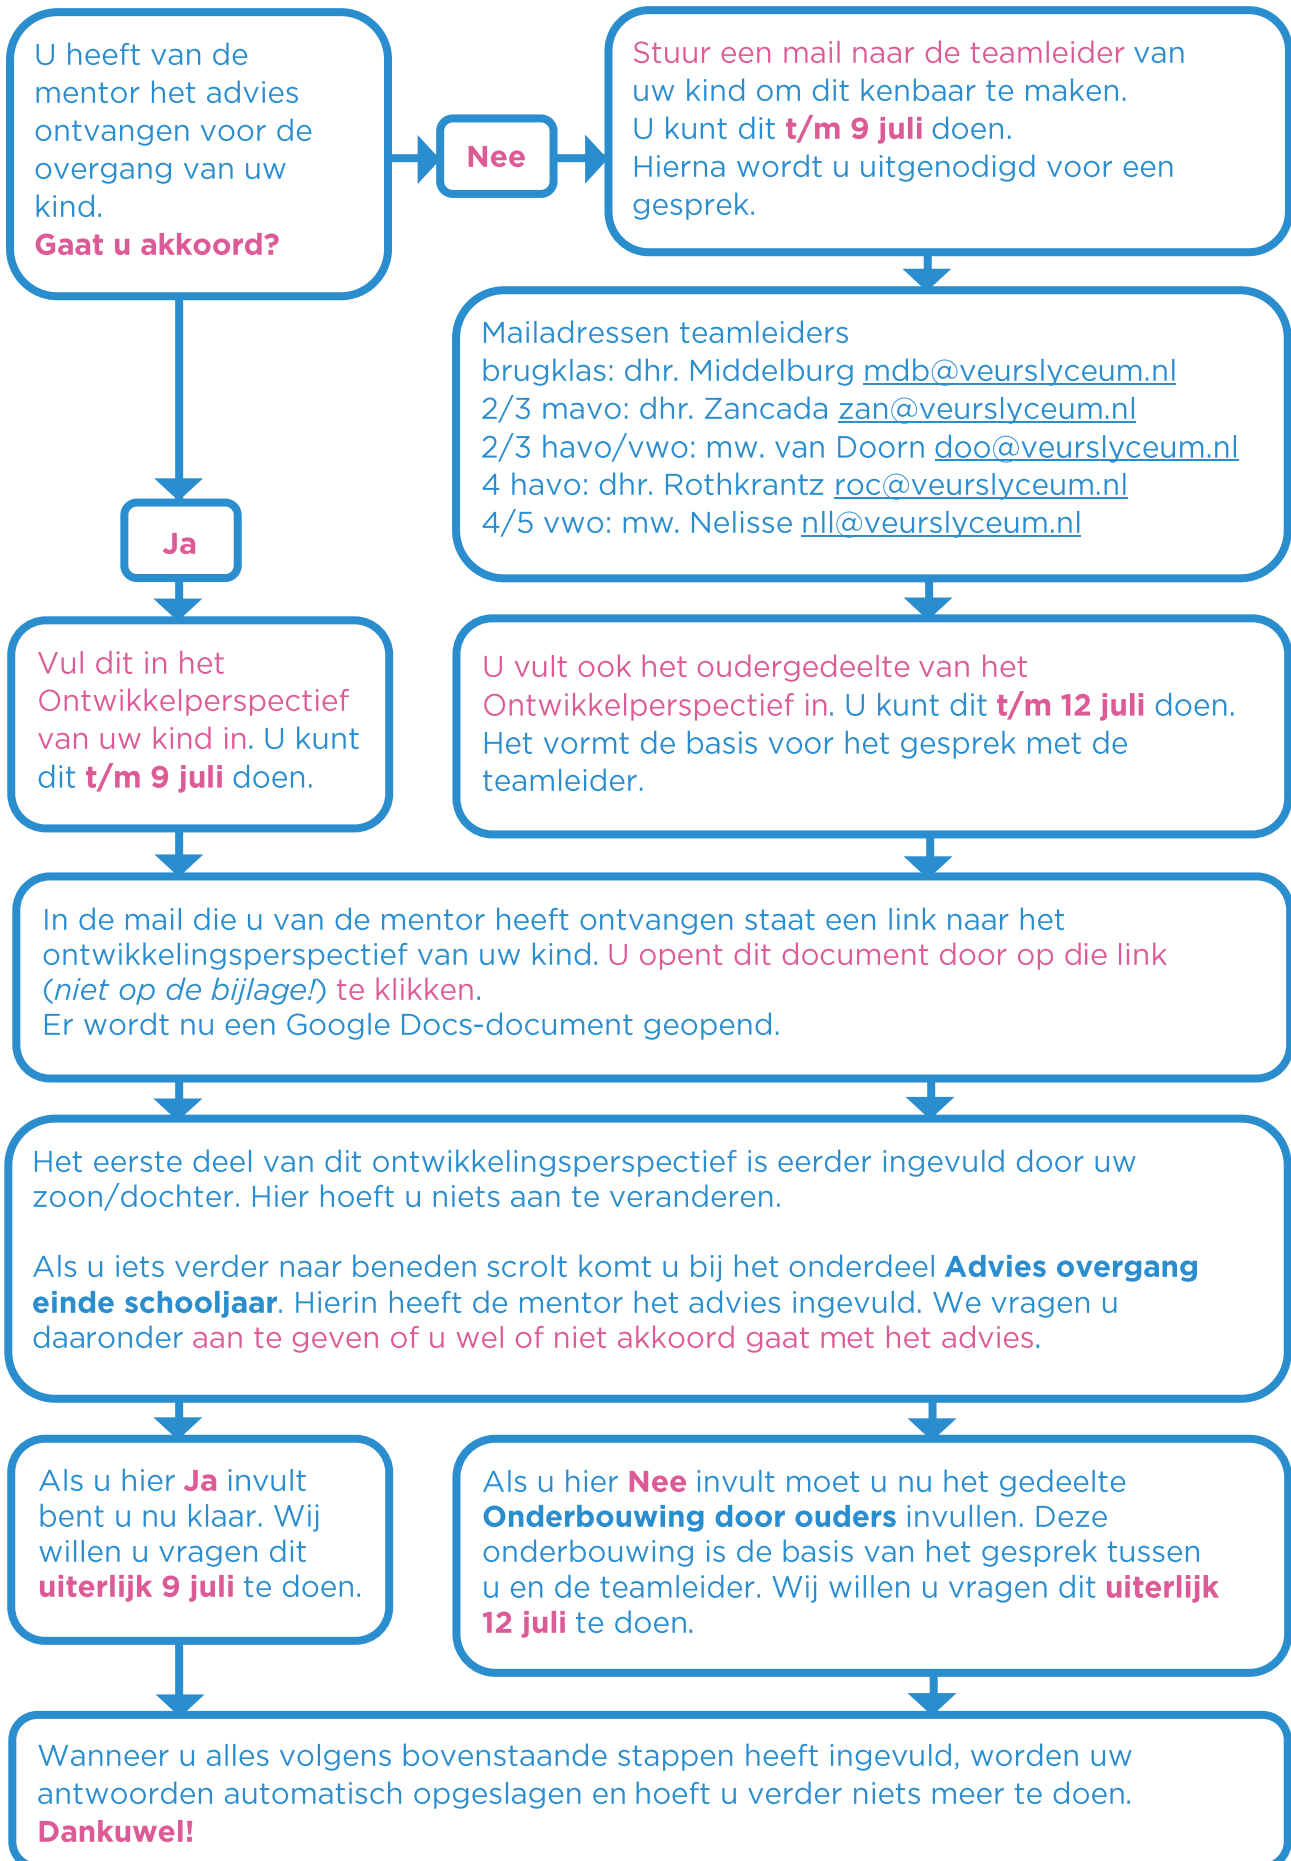 U heeft van de
mentor het advies
ontvangen voor de
overgang van uw
kind.
Gaat u akkoord?
Nee
Stuur een mail naar de teamleider van
uw kind om dit kenbaar te maken.
U kunt dit t/m 9 juli doen.
Hierna wordt u uitgenodigd voor een
gesprek.
Mailadressen teamleiders
brugklas: dhr. Middelburg mdb@veurslyceum.nl
2/3 mavo: dhr. Zancada zan@veurslyceum.nl
2/3 havo/vwo: mw. van Doorn doo@veurslyceum.nl
4 havo: dhr. Rothkrantz roc@veurslyceum.nl
4/5 vwo: mw. Nelisse nll@veurslyceum.nl
Ja
Vul dit in het
Ontwikkelperspectief
van uw kind in. U kunt
dit t/m 9 juli doen.
U vult ook het oudergedeelte van het
Ontwikkelperspectief in. U kunt dit t/m 12 juli doen.
Het vormt de basis voor het gesprek met de
teamleider.
In de mail die u van de mentor heeft ontvangen staat een link naar het
ontwikkelingsperspectief van uw kind. U opent dit document door op die link
(niet op de bijlage!) te klikken.
Er wordt nu een Google Docs-document geopend.
Het eerste deel van dit ontwikkelingsperspectief is eerder ingevuld door uw
zoon/dochter. Hier hoeft u niets aan te veranderen.
Als u iets verder naar beneden scrolt komt u bij het onderdeel Advies overgang
einde schooljaar. Hierin heeft de mentor het advies ingevuld. We vragen u
daaronder aan te geven of u wel of niet akkoord gaat met het advies.
Als u hier Ja invult
bent u nu klaar. Wij
willen u vragen dit
uiterlijk 9 juli te doen.
Als u hier Nee invult moet u nu het gedeelte
Onderbouwing door ouders invullen. Deze
onderbouwing is de basis van het gesprek tussen
u en de teamleider. Wij willen u vragen dit uiterlijk
12 juli te doen.
Wanneer u alles volgens bovenstaande stappen heeft ingevuld, worden uw
antwoorden automatisch opgeslagen en hoeft u verder niets meer te doen.
Dankuwel!